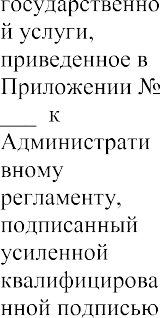 государственно
й услуги,
приведенное в
Приложении №
___ к
Администрати
вному
регламенту,
подписанный
усиленной
квалифицирова
нной подписью